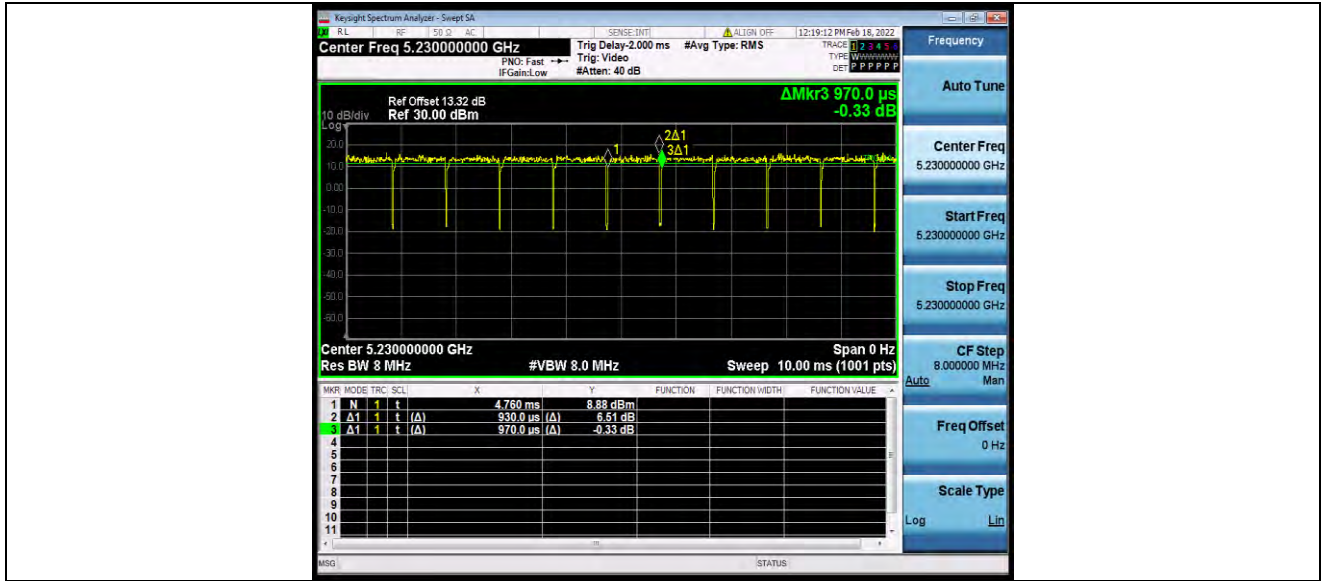 Keysight Spectrum Analyzer - Swept SA
RL RF 50 Ω AC SENSE:INT ALIGN OFF 12:19:12 PM Feb 18, 2022
Center Freq 5.230000000 GHz
PNO: Fast
IFGain:Low
Trig Delay-2.000 ms
Trig: Video
#Atten: 40 dB
#Avg Type: RMS
TRACE 1 2 3 4 5 6
TYPE W
DET P P P P P P
ΔMkr3 970.0 µs
-0.33 dB
Ref Offset 13.32 dB
10 dB/div Ref 30.00 dBm
Log
20.0
10.0
0.00
-10.0
-20.0
-30.0
-40.0
-50.0
-60.0
1
2Δ1
3Δ1
Center 5.230000000 GHz Span 0 Hz
Res BW 8 MHz #VBW 8.0 MHz Sweep 10.00 ms (1001 pts)
MKR MODE TRC SCL X Y FUNCTION FUNCTION WIDTH FUNCTION VALUE
1 N 1 t 4.760 ms 8.88 dBm
2 Δ1 1 t (Δ) 930.0 µs (Δ) 6.51 dB
3 Δ1 1 t (Δ) 970.0 µs (Δ) -0.33 dB
4
5
6
7
8
9
10
11
MSG STATUS
Frequency
Auto Tune
Center Freq
5.230000000 GHz
Start Freq
5.230000000 GHz
Stop Freq
5.230000000 GHz
CF Step
8.000000 MHz
Auto Man
Freq Offset
0 Hz
Scale Type
Log Lin